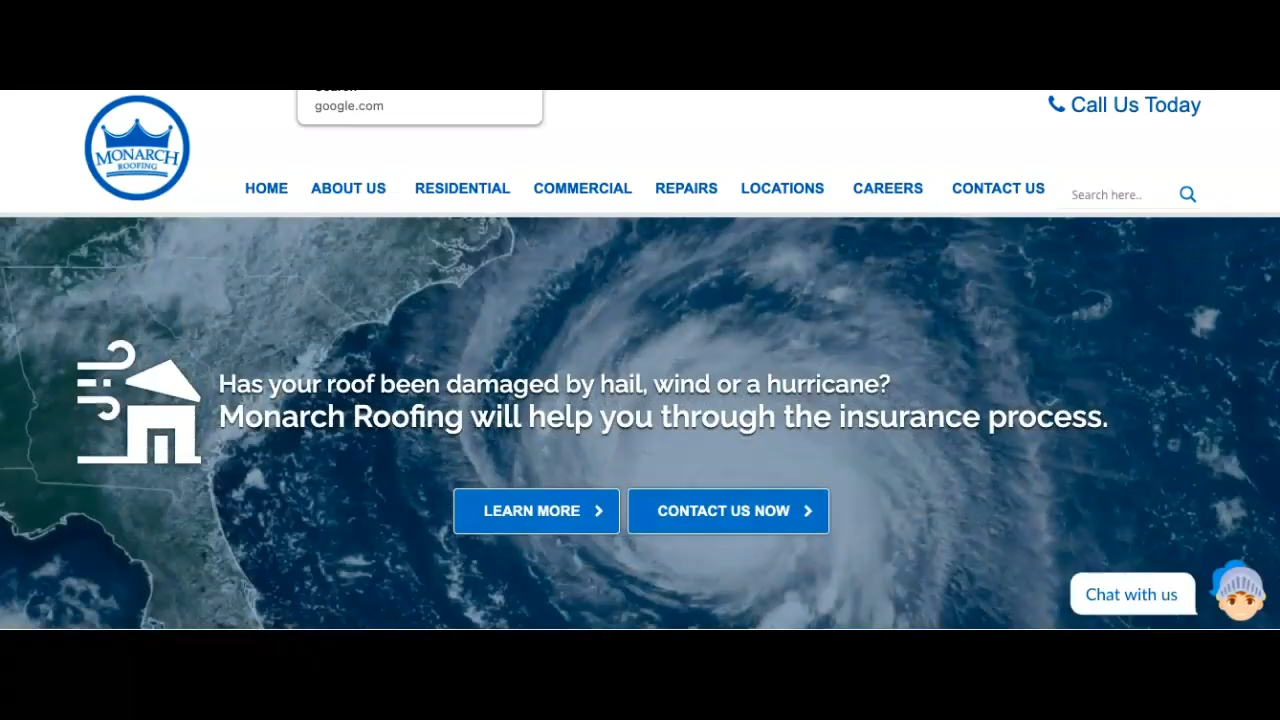 google.com
Call Us Today
MONARCH
ROOFING
HOME ABOUT US RESIDENTIAL COMMERCIAL REPAIRS LOCATIONS CAREERS CONTACT US
Search here..
Has your roof been damaged by hail, wind or a hurricane?
Monarch Roofing will help you through the insurance process.
LEARN MORE
CONTACT US NOW
Chat with us